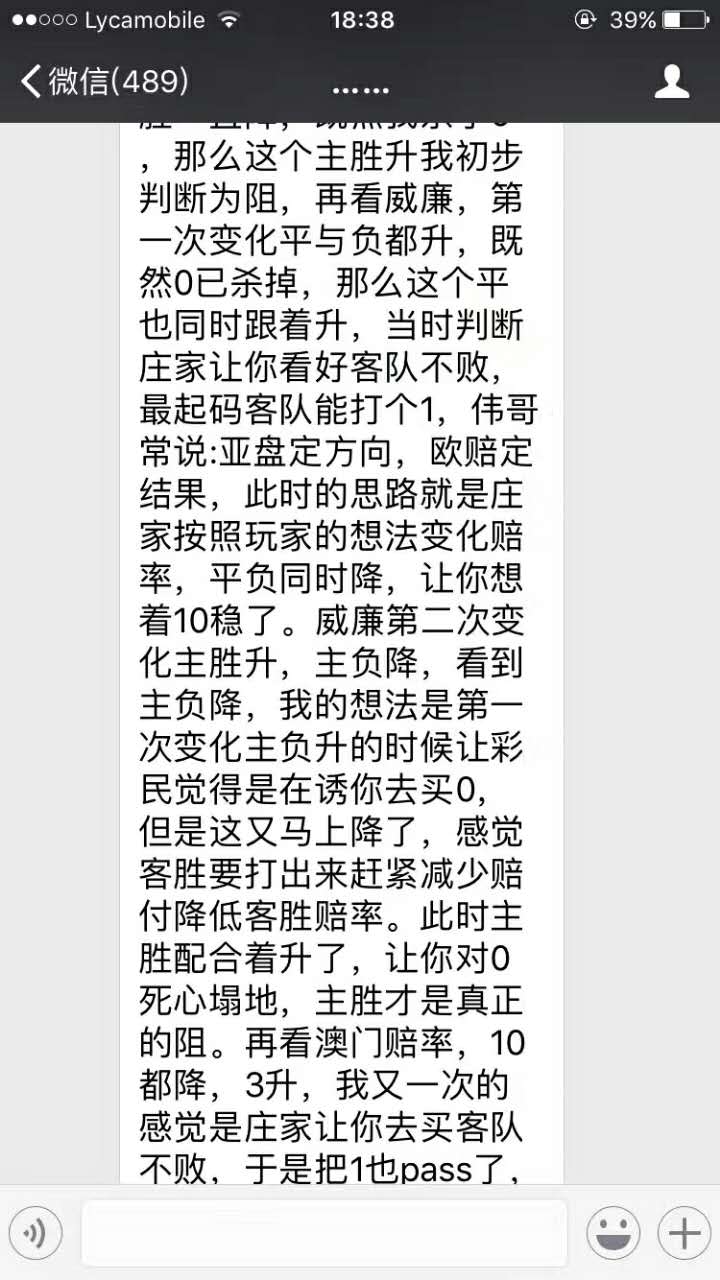 Lycamobile
18:38
39%
微信(489)
……
，那么这个主胜升我初步
判断为阻，再看威廉，第
一次变化平与负都升，既
然0已杀掉，那么这个平
也同时跟着升，当时判断
庄家让你看好客队不败，
最起码客队能打个1，伟哥
常说:亚盘定方向，欧赔定
结果，此时的思路就是庄
家按照玩家的想法变化赔
率，平负同时降，让你想
着10稳了。威廉第二次变
化主胜升，主负降，看到
主负降，我的想法是第一
次变化主负升的时候让彩
民觉得是在诱你去买0，
但是这又马上降了，感觉
客胜要打出来赶紧减少赔
付降低客胜赔率。此时主
胜配合着升了，让你对0
死心塌地，主胜才是真正
的阻。再看澳门赔率，10
都降，3升，我又一次的
感觉是庄家让你去买客队
不败，于是把1也pass了，